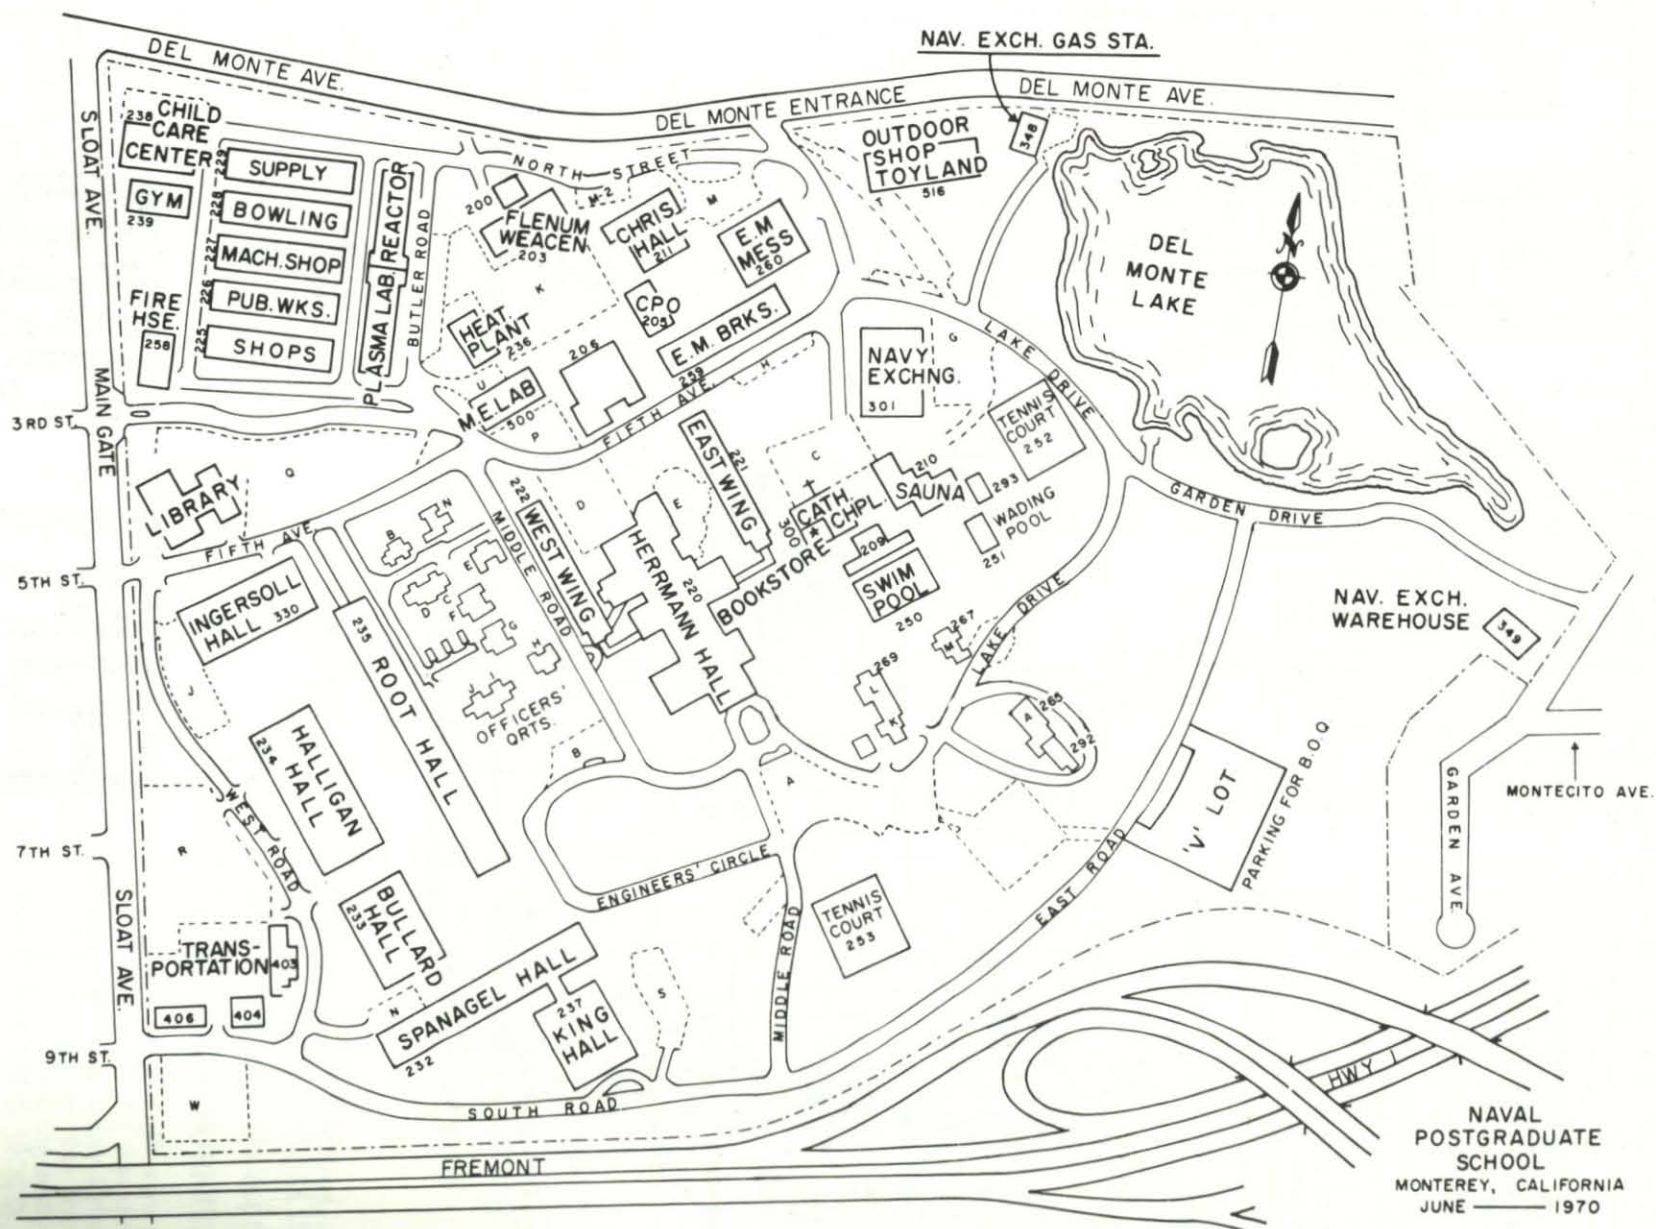 NAV. EXCH. GAS STA.
DEL MONTE AVE.
DEL MONTE ENTRANCE
DEL MONTE AVE.
SLOAT AVE.
238 CHILD
CARE
CENTER
229
SUPPLY
GYM
239
228
BOWLING
227
MACH. SHOP
226
PUB. WKS.
225
SHOPS
FIRE
HSE.
258
PLASMA LAB. REACTOR
BUTLER ROAD
NORTH STREET
200
FLENUM
WEACEN
203
M-2
M
CHRIS
HALL
211
E.M
MESS
260
K
HEAT.
PLANT
236
CPO
205
E.M. BRKS.
259
206
U
M.E. LAB
500
P
H
FIFTH AVE.
OUTDOOR
SHOP
TOYLAND
516
T
348
DEL
MONTE
LAKE
N
NAVY
EXCHNG.
301
G
LAKE DRIVE
TENNIS
COURT
252
3RD ST.
MAIN GATE
LIBRARY
Q
FIFTH AVE.
5TH ST.
INGERSOLL
HALL 330
J
235 ROOT HALL
B
N
E
C
D
F
G
H
I
J
OFFICERS'
QRTS.
B
MIDDLE ROAD
222 WEST WING
D
E
EAST WING
221
HERRMANN HALL
220
C
CATH
CHPL.
300
BOOKSTORE
210
SAUNA
293
WADING
POOL
251
209
SWIM
POOL
250
M
267
LAKE DRIVE
269
L
K
A
265
292
GARDEN DRIVE
NAV. EXCH.
WAREHOUSE
349
MONTECITO AVE.
GARDEN AVE.
'V' LOT
PARKING FOR B.O.Q
EAST ROAD
A
HALLIGAN
HALL
234
WEST ROAD
R
7TH ST.
SLOAT AVE.
ENGINEERS' CIRCLE
BULLARD
HALL
233
TRANS-
PORTATION
403
406
404
N
SPANAGEL HALL
232
237
KING
HALL
S
MIDDLE ROAD
TENNIS
COURT
253
9TH ST.
W
SOUTH ROAD
FREMONT
HWY 1
NAVAL
POSTGRADUATE
SCHOOL
MONTEREY, CALIFORNIA
JUNE 1970